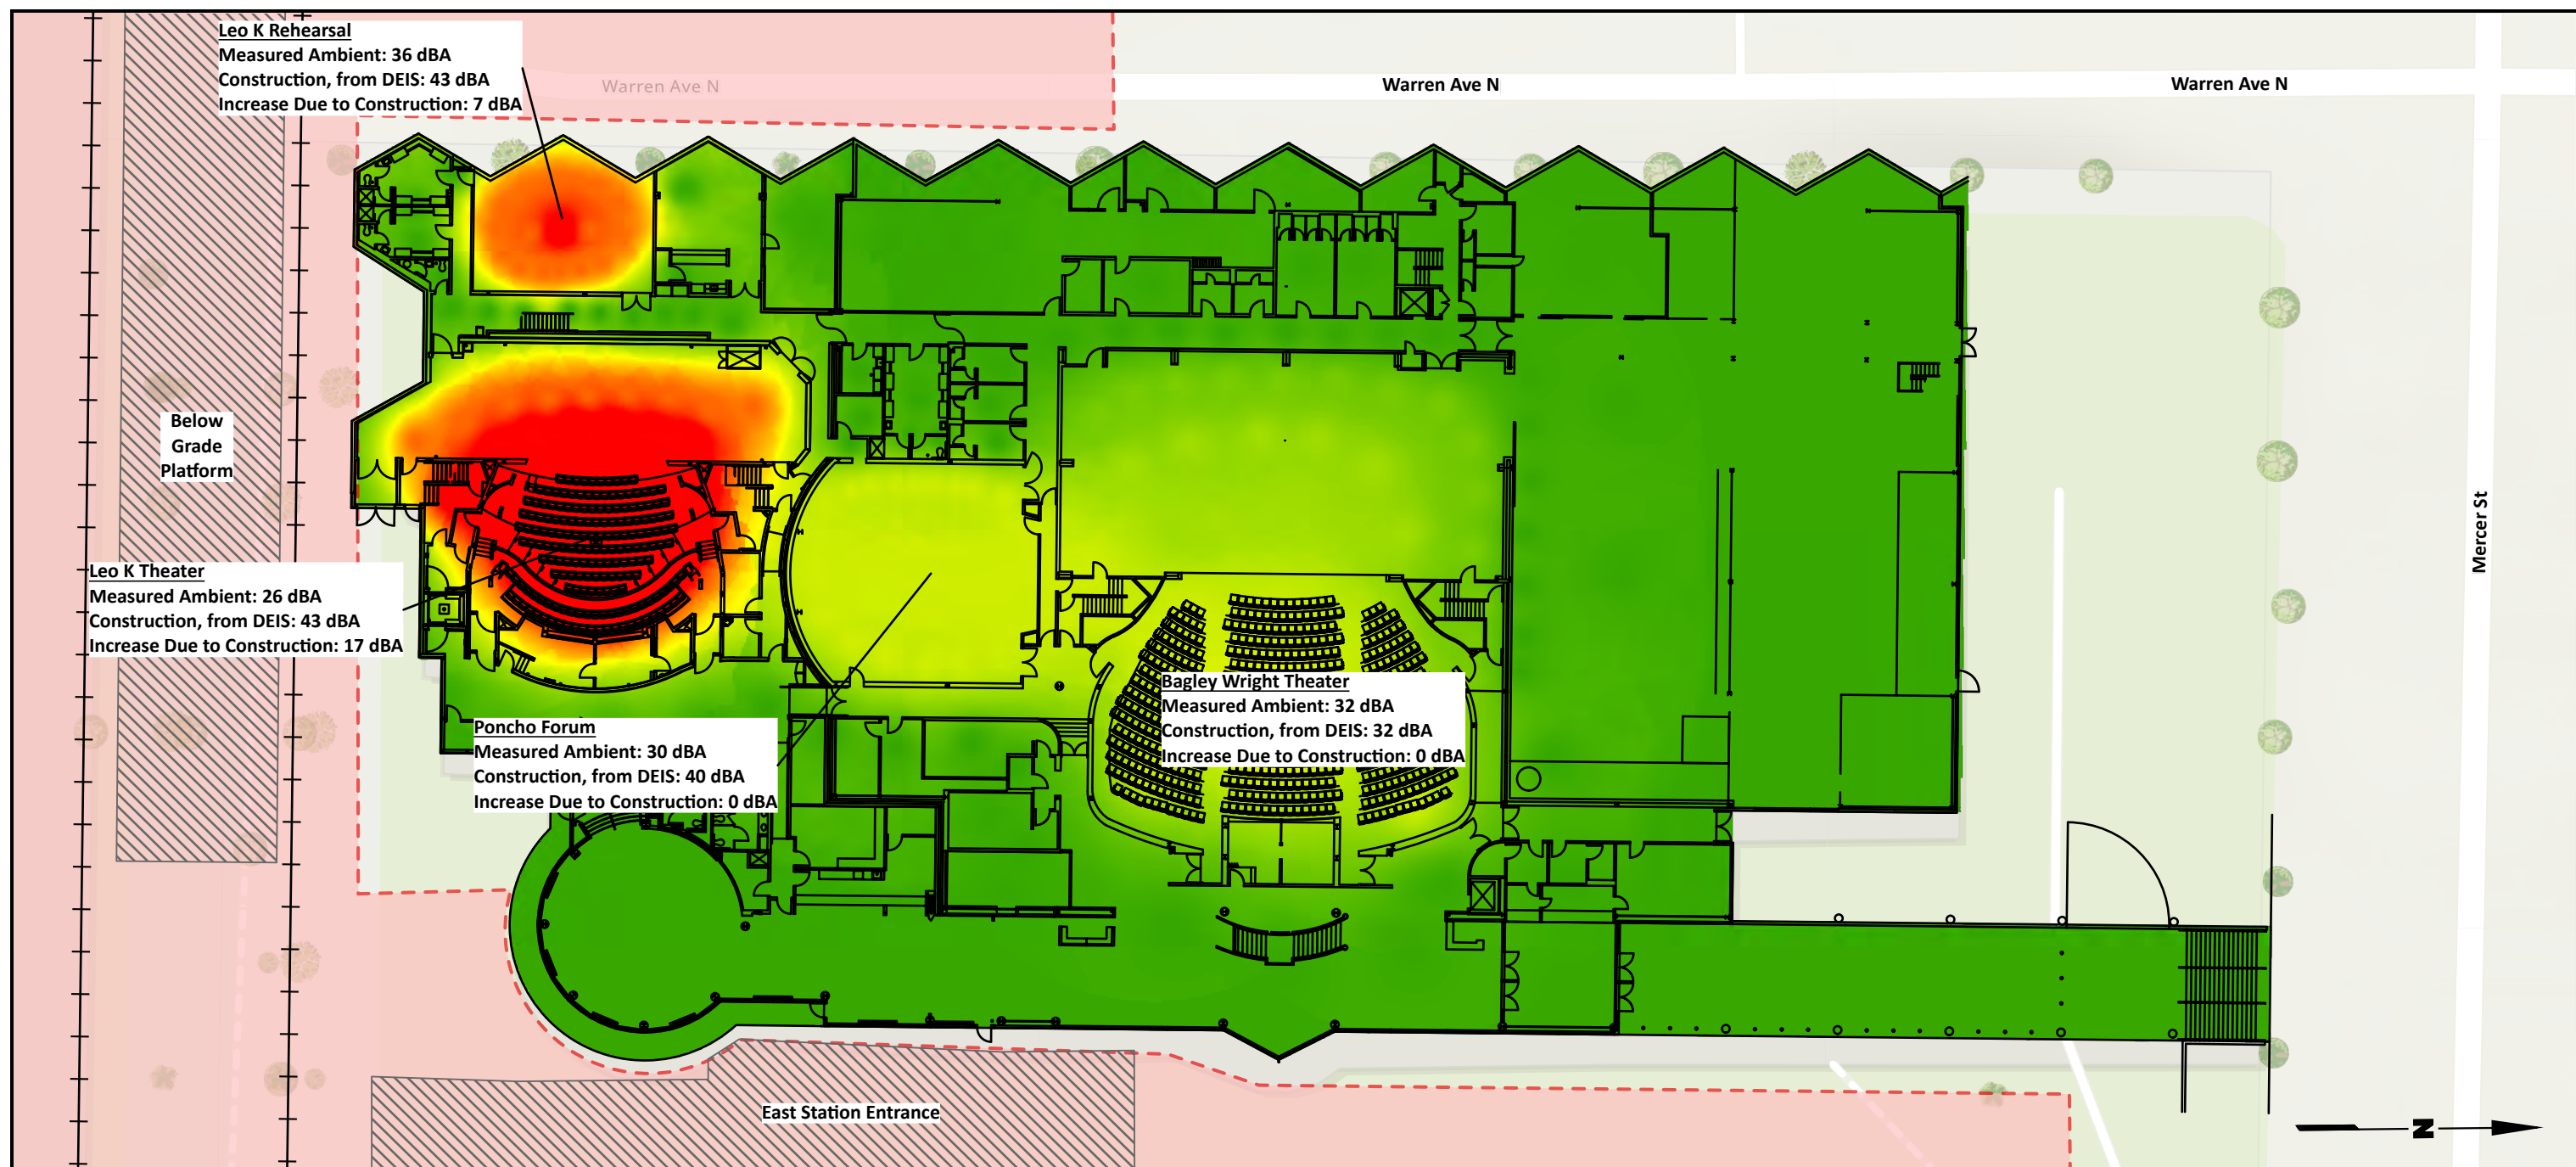 Leo K Rehearsal
Measured Ambient: 36 dBA
Construction, from DEIS: 43 dBA
Increase Due to Construction: 7 dBA
Warren Ave N
Warren Ave N
Warren Ave N
Below
Grade
Platform
Mercer St
Leo K Theater
Measured Ambient: 26 dBA
Construction, from DEIS: 43 dBA
Increase Due to Construction: 17 dBA
Bagley Wright Theater
Measured Ambient: 32 dBA
Construction, from DEIS: 32 dBA
Increase Due to Construction: 0 dBA
Poncho Forum
Measured Ambient: 30 dBA
Construction, from DEIS: 40 dBA
Increase Due to Construction: 0 dBA
East Station Entrance
N